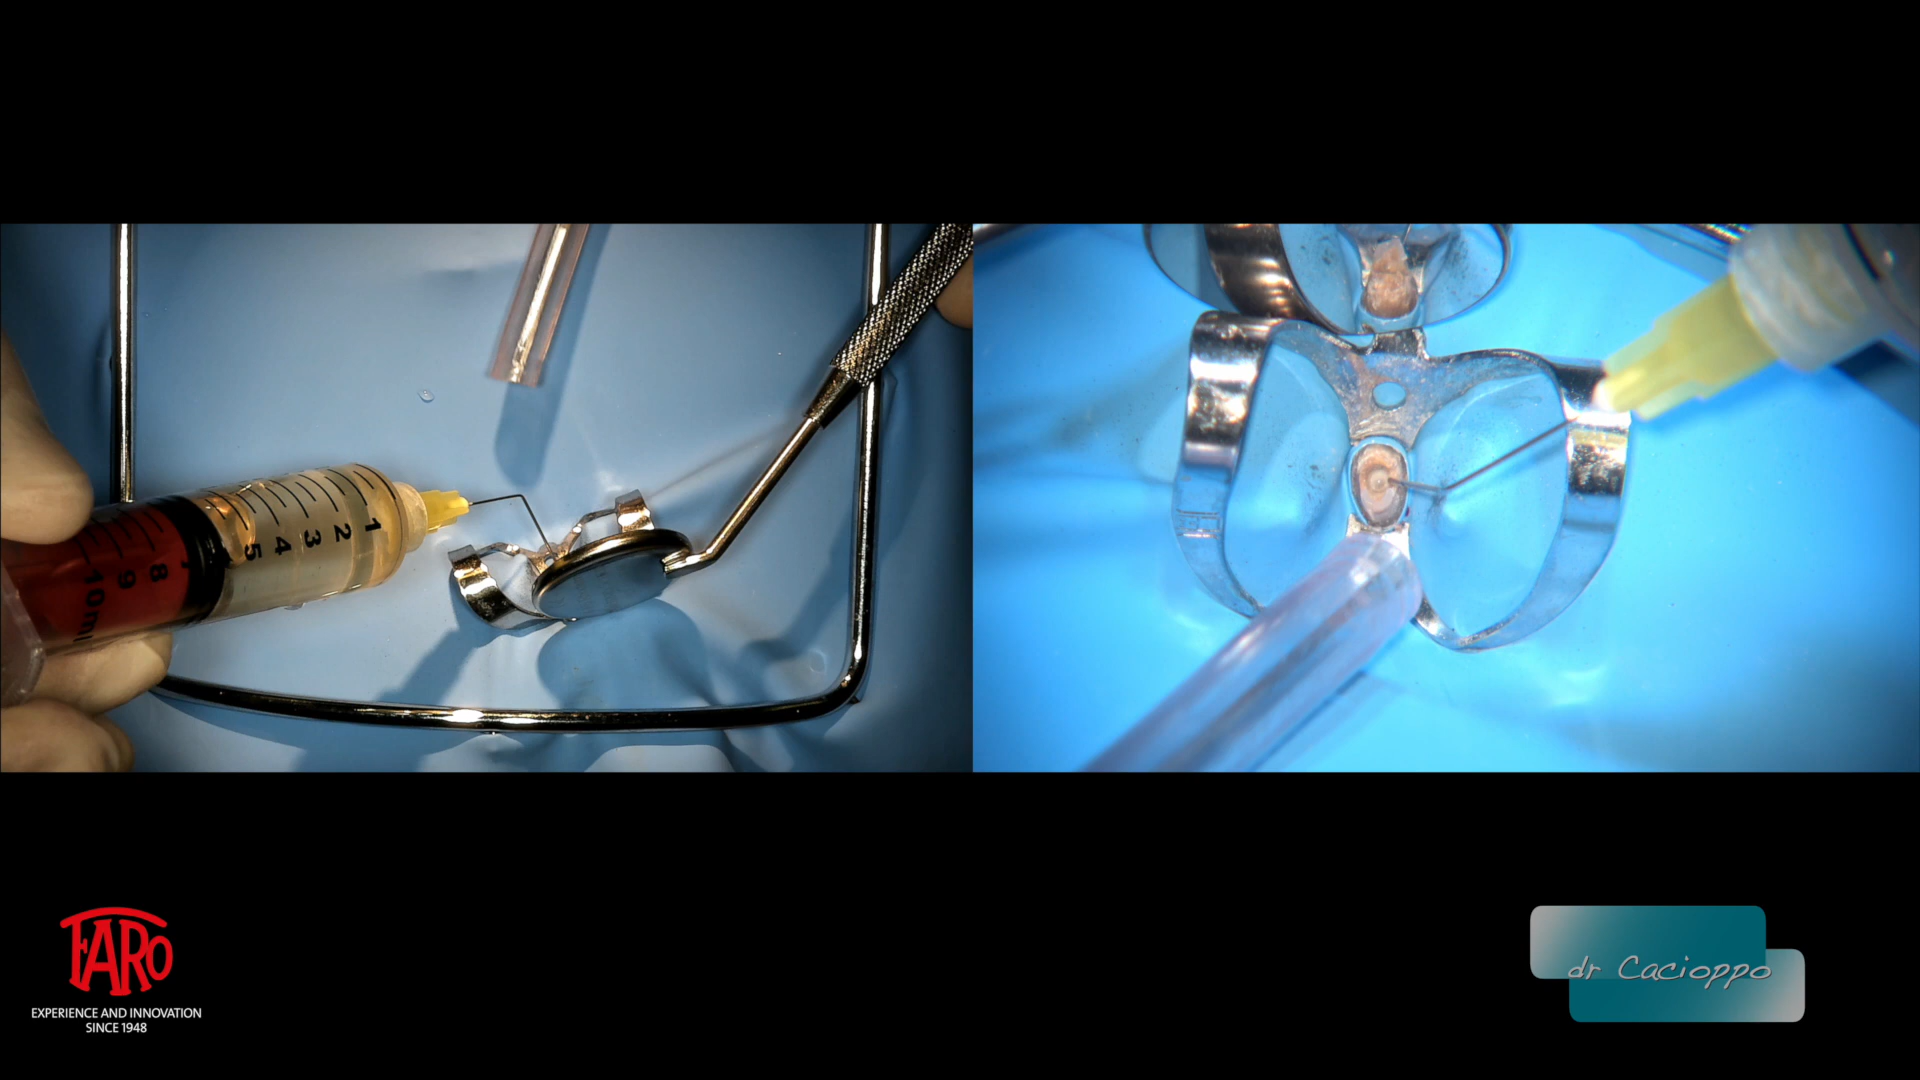 1
2
3
4
5
8
9
10ml
FARO
EXPERIENCE AND INNOVATION
SINCE 1948
dr Cacioppo